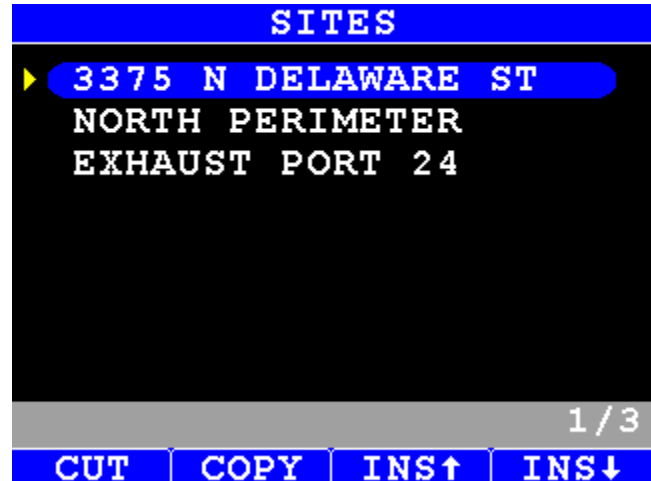 SITES
3375 N DELAWARE ST
NORTH PERIMETER
EXHAUST PORT 24
1/3
CUT COPY INS↑ INS↓